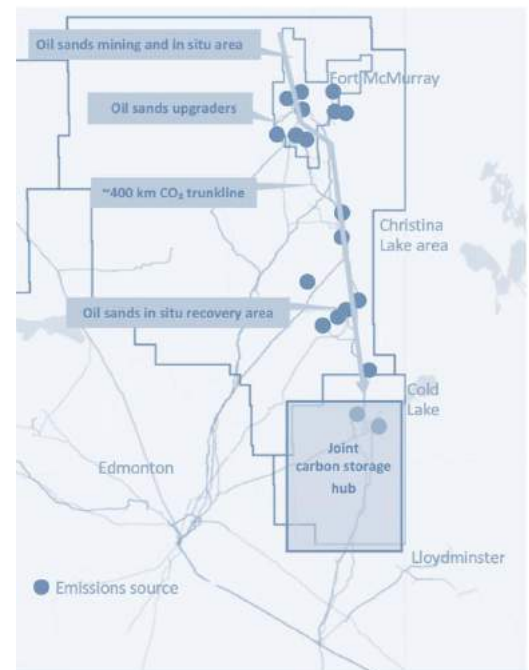 Oil sands mining and in situ area
Fort McMurray
Oil sands upgraders
~400 km CO₂ trunkline
Christina
Lake area
Oil sands in situ recovery area
Cold
Lake
Joint
carbon storage
hub
Edmonton
Lloydminster
Emissions source